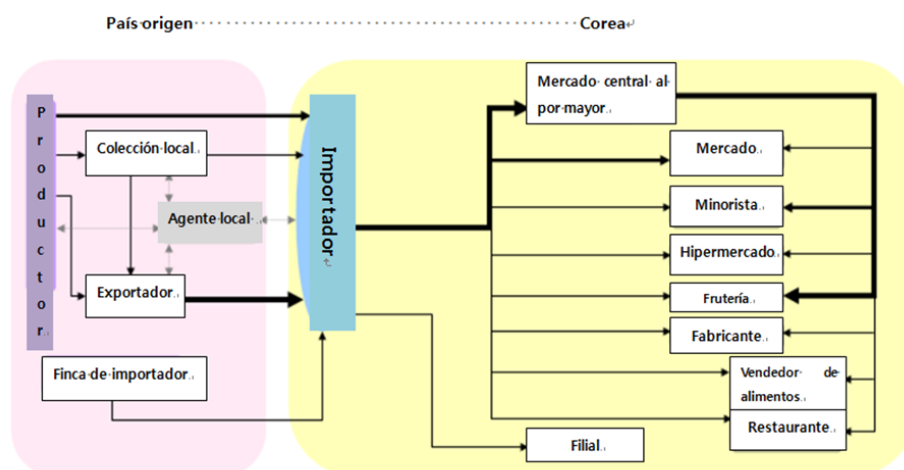 País origen
Corea
Productor
Colección local
Agente local
Exportador
Finca de importador
Importador
Mercado central al
por mayor
Mercado
Minorista
Hipermercado
Frutería
Fabricante
Vendedor de
alimentos
Restaurante
Filial